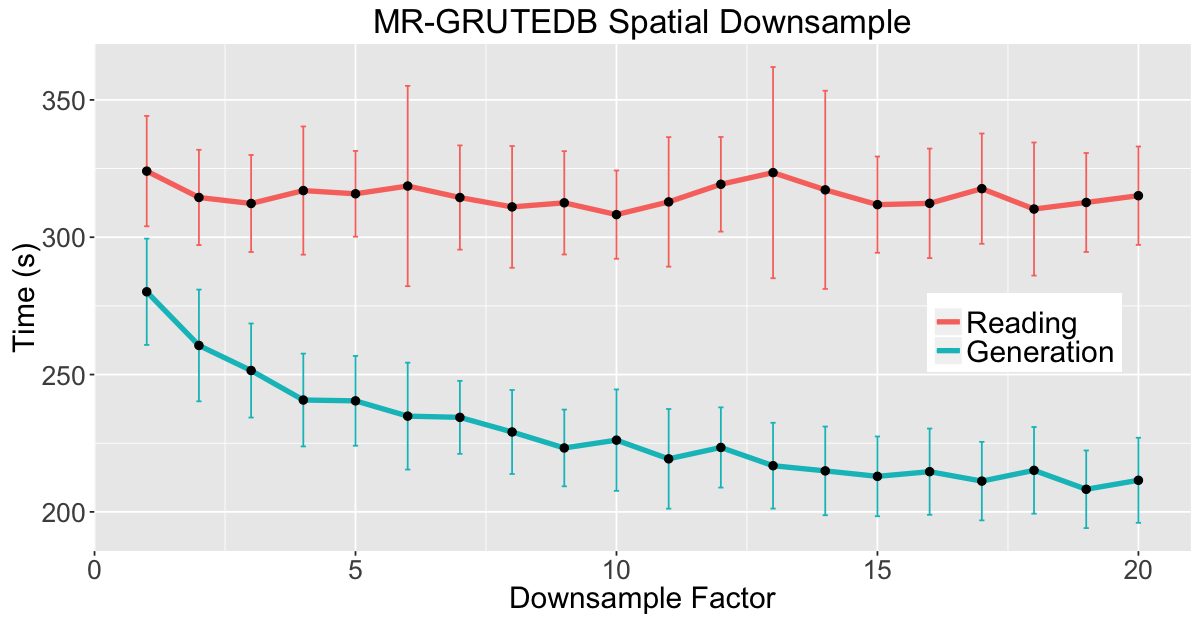 MR-GRUTEDB Spatial Downsample
350
300
250
200
Time (s)
Reading
Generation
0 5 10 15 20
Downsample Factor